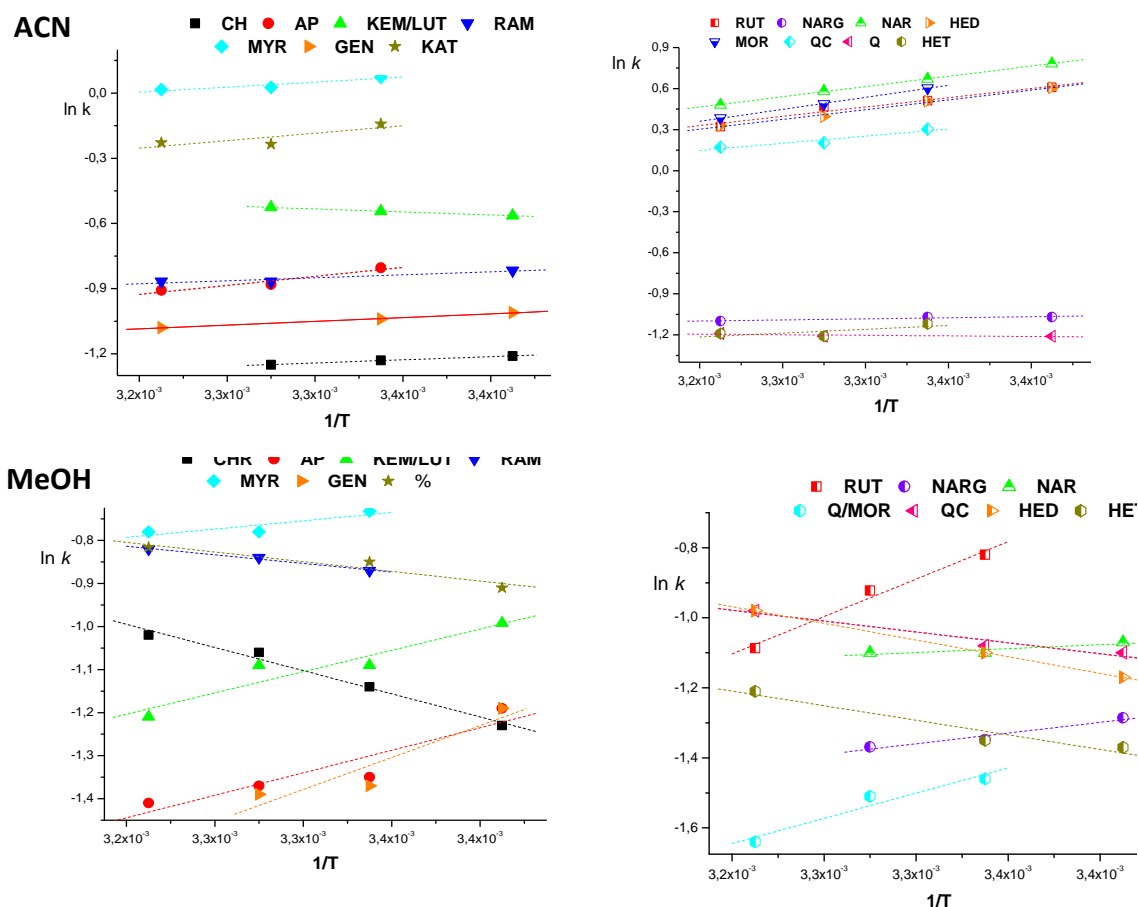 ACN
CH AP KEM/LUT RAM
MYR GEN KAT
0,0
ln k
-0,3
-0,6
-0,9
-1,2
3,2x10⁻³ 3,3x10⁻³ 3,3x10⁻³ 3,4x10⁻³ 3,4x10⁻³
1/T
RUT NARG NAR HED
MOR QC Q HET
0,9
ln k
0,6
0,3
0,0
-0,3
-0,6
-0,9
-1,2
3,2x10⁻³ 3,3x10⁻³ 3,3x10⁻³ 3,4x10⁻³ 3,4x10⁻³
1/T
MeOH
CHR AP KEM/LUT RAM
MYR GEN %
ln k
-0,8
-0,9
-1,0
-1,1
-1,2
-1,3
-1,4
3,2x10⁻³ 3,3x10⁻³ 3,3x10⁻³ 3,4x10⁻³ 3,4x10⁻³
1/T
RUT NARG NAR
Q/MOR QC HED HET
-0,8
ln k
-1,0
-1,2
-1,4
-1,6
3,2x10⁻³ 3,3x10⁻³ 3,3x10⁻³ 3,4x10⁻³ 3,4x10⁻³
1/T